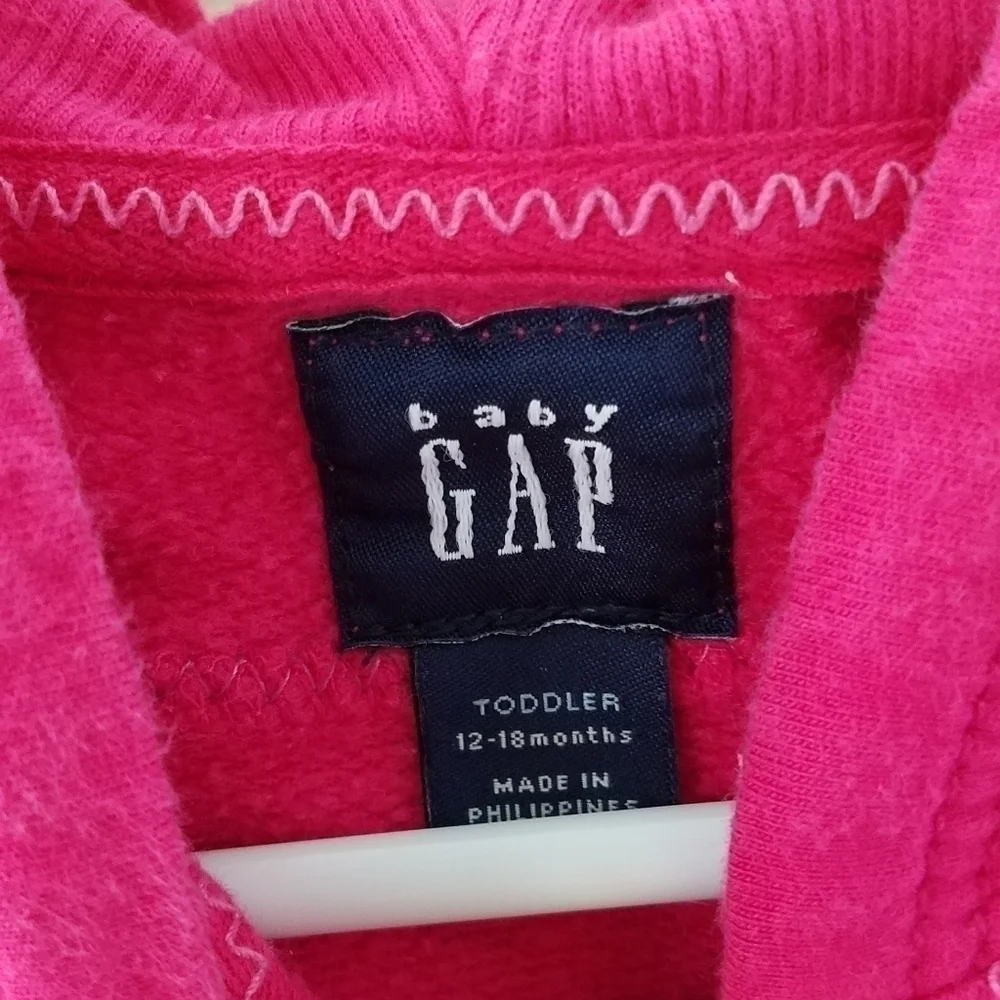 baby
GAP
TODDLER
12-18months
MADE IN
PHILIPPINES